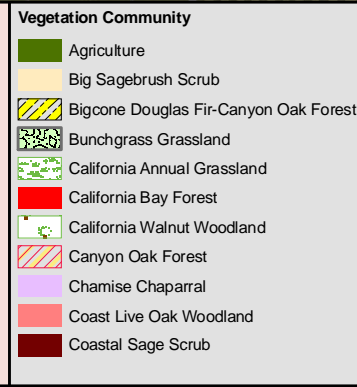 Vegetation Community
Agriculture
Big Sagebrush Scrub
Bigcone Douglas Fir-Canyon Oak Forest
Bunchgrass Grassland
California Annual Grassland
California Bay Forest
California Walnut Woodland
Canyon Oak Forest
Chamise Chaparral
Coast Live Oak Woodland
Coastal Sage Scrub